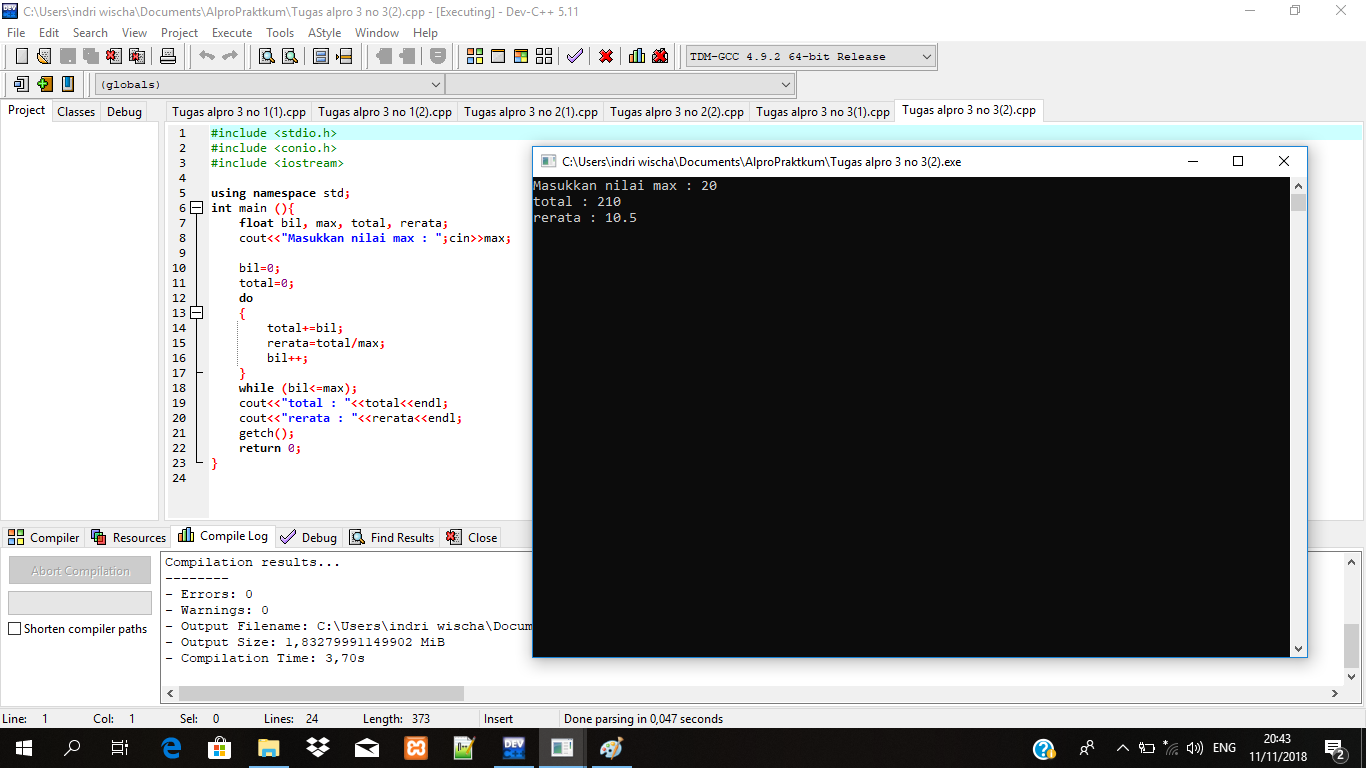 C:\Users\indri wischa\Documents\AlproPraktkum\Tugas alpro 3 no 3(2).cpp - [Executing] - Dev-C++ 5.11
File Edit Search View Project Execute Tools AStyle Window Help
TDM-GCC 4.9.2 64-bit Release
(globals)
Project Classes Debug
Tugas alpro 3 no 1(1).cpp Tugas alpro 3 no 1(2).cpp Tugas alpro 3 no 2(1).cpp Tugas alpro 3 no 2(2).cpp Tugas alpro 3 no 3(1).cpp Tugas alpro 3 no 3(2).cpp
1 #include <stdio.h>
2 #include <conio.h>
3 #include <iostream>
4
5 using namespace std;
6 int main (){
7 float bil, max, total, rerata;
8 cout<<"Masukkan nilai max : ";cin>>max;
9
10 bil=0;
11 total=0;
12 do
13 {
14 total+=bil;
15 rerata=total/max;
16 bil++;
17 }
18 while (bil<=max);
19 cout<<"total : "<<total<<endl;
20 cout<<"rerata : "<<rerata<<endl;
21 getch();
22 return 0;
23 }
24
C:\Users\indri wischa\Documents\AlproPraktkum\Tugas alpro 3 no 3(2).exe
Masukkan nilai max : 20
total : 210
rerata : 10.5
Compiler Resources Compile Log Debug Find Results Close
Abort Compilation
Shorten compiler paths
Compilation results...
--------
- Errors: 0
- Warnings: 0
- Output Filename: C:\Users\indri wischa\Docum
- Output Size: 1,83279991149902 MiB
- Compilation Time: 3,70s
Line: 1 Col: 1 Sel: 0 Lines: 24 Length: 373 Insert Done parsing in 0,047 seconds
DEV
ENG
20:43
11/11/2018
2